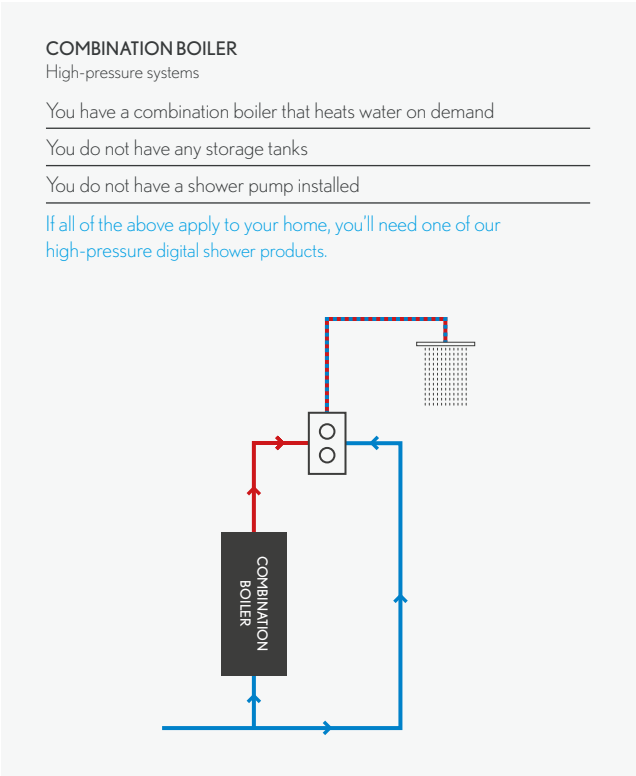 COMBINATION BOILER
High-pressure systems
You have a combination boiler that heats water on demand
You do not have any storage tanks
You do not have a shower pump installed
If all of the above apply to your home, you'll need one of our
high-pressure digital shower products.
COMBINATION
BOILER